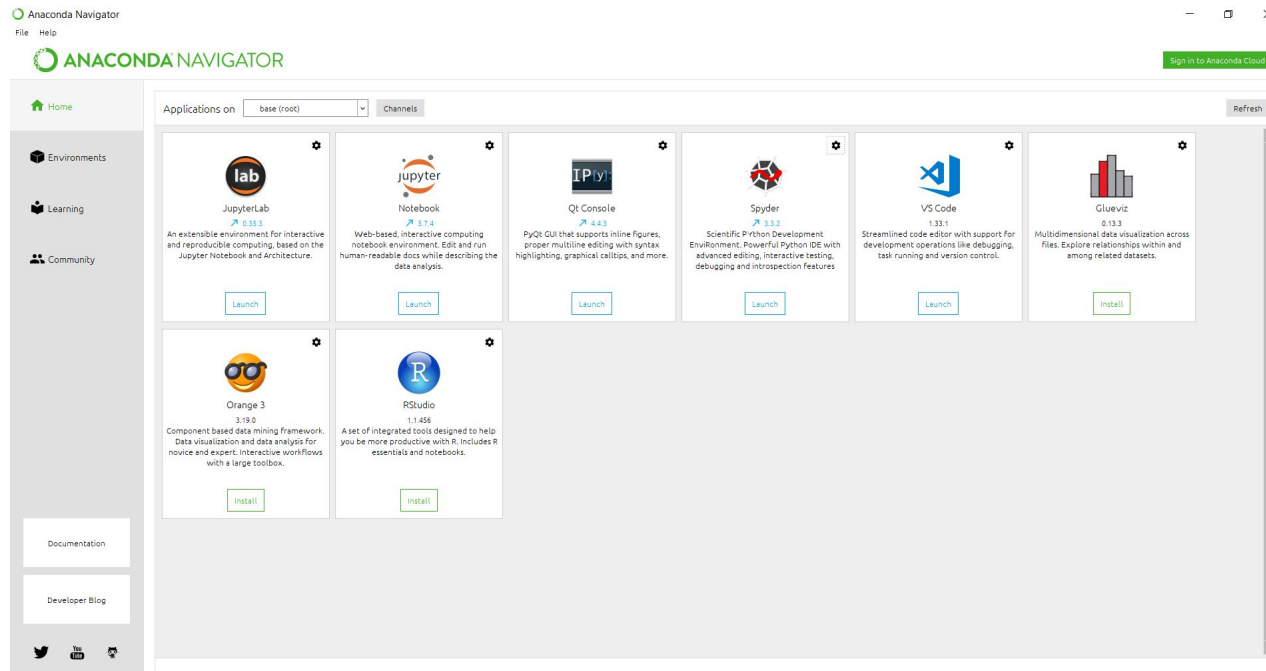 Anaconda Navigator
File Help
ANACONDA NAVIGATOR
Sign in to Anaconda Cloud
Home
Environments
Learning
Community
Documentation
Developer Blog
You
Tube
Applications on base (root) Channels
Refresh
lab
JupyterLab
0.35.3
An extensible environment for interactive
and reproducible computing, based on the
Jupyter Notebook and Architecture.
Launch
jupyter
Notebook
5.7.4
Web-based, interactive computing
notebook environment. Edit and run
human-readable docs while describing the
data analysis.
Launch
IP[y]:
Qt Console
4.4.3
PyQt GUI that supports inline figures,
proper multiline editing with syntax
highlighting, graphical calltips, and more.
Launch
Spyder
3.3.2
Scientific PYthon Development
EnviRonment. Powerful Python IDE with
advanced editing, interactive testing,
debugging and introspection features
Launch
VS Code
1.33.1
Streamlined code editor with support for
development operations like debugging,
task running and version control.
Launch
Glueviz
0.13.3
Multidimensional data visualization across
files. Explore relationships within and
among related datasets.
Install
Orange 3
3.19.0
Component based data mining framework.
Data visualization and data analysis for
novice and expert. Interactive workflows
with a large toolbox.
Install
R
RStudio
1.1.456
A set of integrated tools designed to help
you be more productive with R. Includes R
essentials and notebooks.
Install